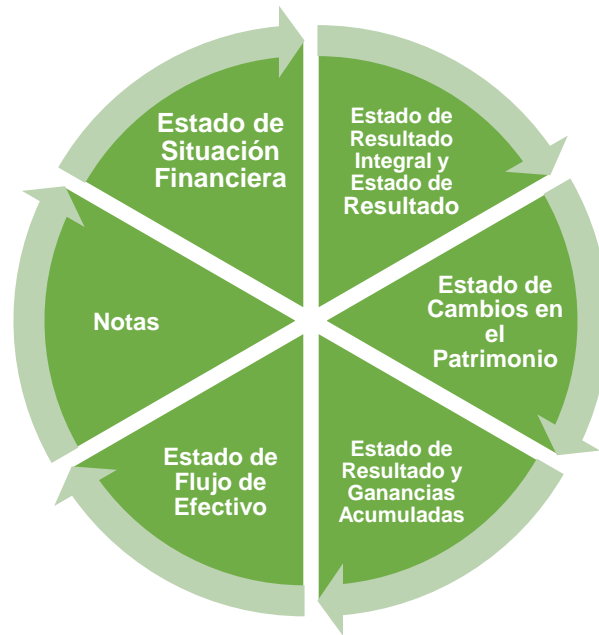 Estado de
Situación
Financiera
Estado de
Resultado
Integral y
Estado de
Resultado
Estado de
Cambios en
el
Patrimonio
Estado de
Resultado y
Ganancias
Acumuladas
Estado de
Flujo de
Efectivo
Notas